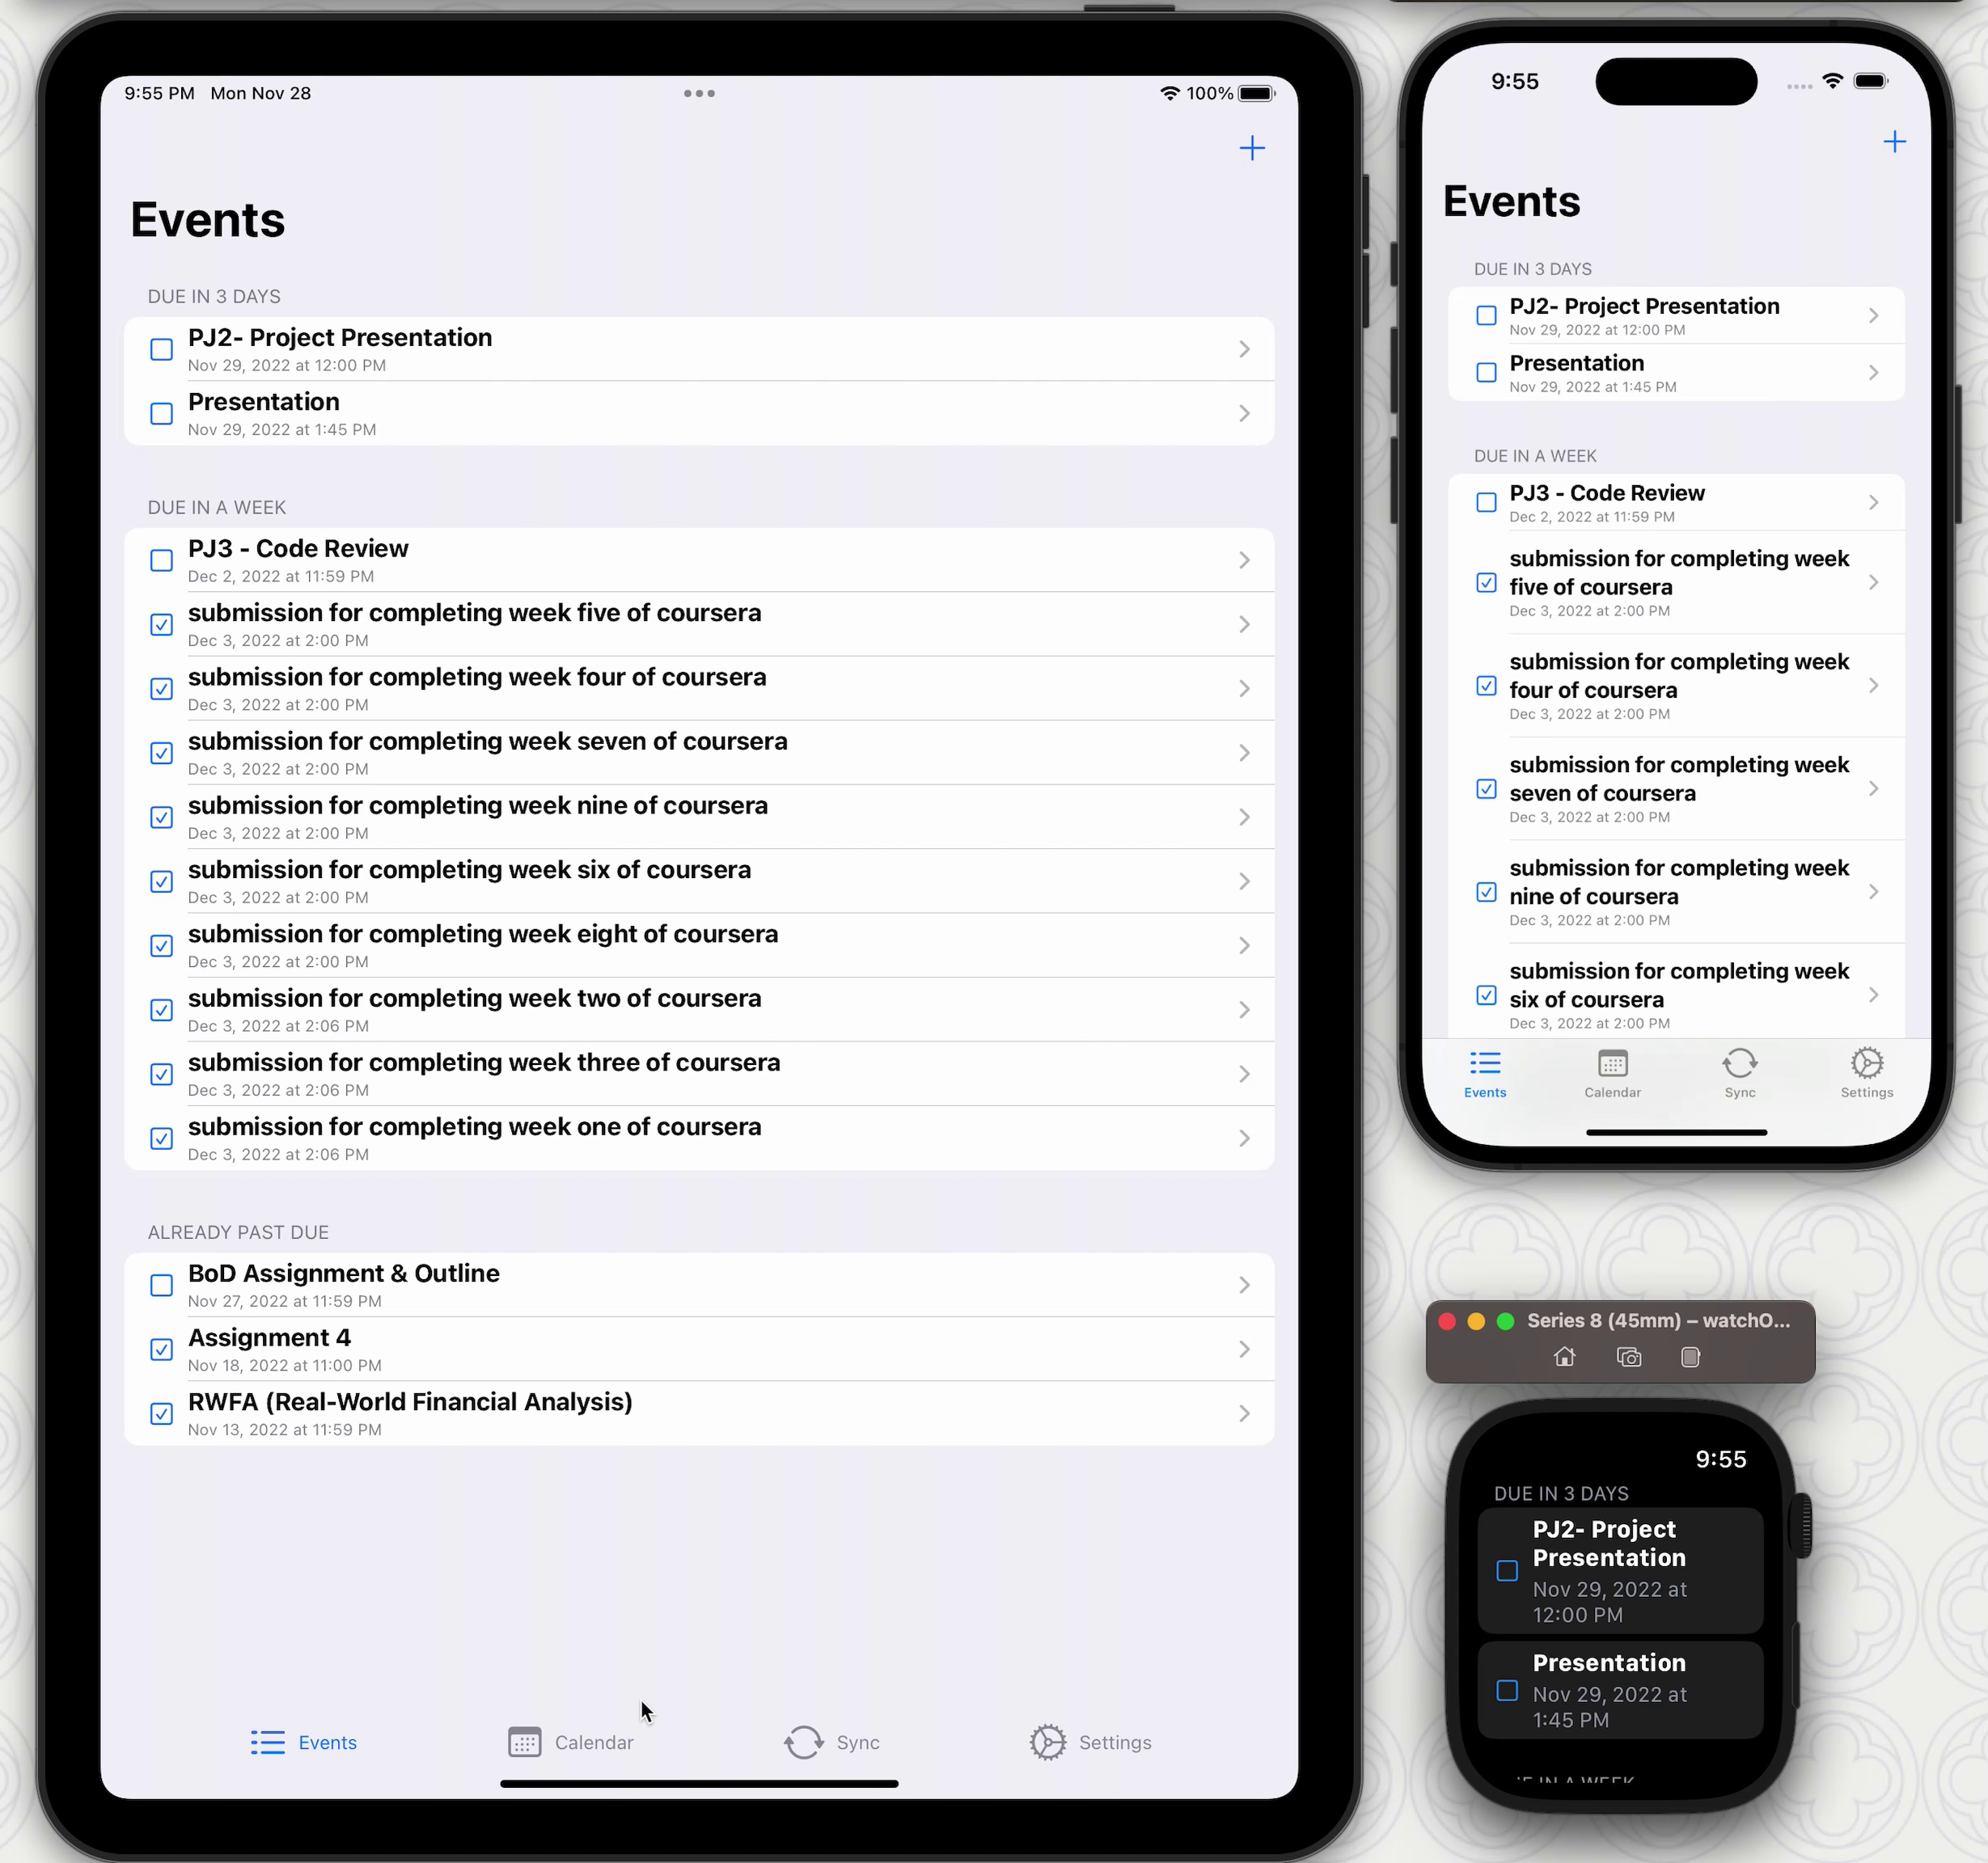 9:55 PM Mon Nov 28
100%
Events
DUE IN 3 DAYS
PJ2- Project Presentation
Nov 29, 2022 at 12:00 PM
Presentation
Nov 29, 2022 at 1:45 PM
DUE IN A WEEK
PJ3 - Code Review
Dec 2, 2022 at 11:59 PM
submission for completing week five of coursera
Dec 3, 2022 at 2:00 PM
submission for completing week four of coursera
Dec 3, 2022 at 2:00 PM
submission for completing week seven of coursera
Dec 3, 2022 at 2:00 PM
submission for completing week nine of coursera
Dec 3, 2022 at 2:00 PM
submission for completing week six of coursera
Dec 3, 2022 at 2:00 PM
submission for completing week eight of coursera
Dec 3, 2022 at 2:00 PM
submission for completing week two of coursera
Dec 3, 2022 at 2:06 PM
submission for completing week three of coursera
Dec 3, 2022 at 2:06 PM
submission for completing week one of coursera
Dec 3, 2022 at 2:06 PM
ALREADY PAST DUE
BoD Assignment & Outline
Nov 27, 2022 at 11:59 PM
Assignment 4
Nov 18, 2022 at 11:00 PM
RWFA (Real-World Financial Analysis)
Nov 13, 2022 at 11:59 PM
Events
Calendar
Sync
Settings
9:55
Events
DUE IN 3 DAYS
PJ2- Project Presentation
Nov 29, 2022 at 12:00 PM
Presentation
Nov 29, 2022 at 1:45 PM
DUE IN A WEEK
PJ3 - Code Review
Dec 2, 2022 at 11:59 PM
submission for completing week
five of coursera
Dec 3, 2022 at 2:00 PM
submission for completing week
four of coursera
Dec 3, 2022 at 2:00 PM
submission for completing week
seven of coursera
Dec 3, 2022 at 2:00 PM
submission for completing week
nine of coursera
Dec 3, 2022 at 2:00 PM
submission for completing week
six of coursera
Dec 3, 2022 at 2:00 PM
Events
Calendar
Sync
Settings
Series 8 (45mm) – watchO...
9:55
DUE IN 3 DAYS
PJ2- Project
Presentation
Nov 29, 2022 at
12:00 PM
Presentation
Nov 29, 2022 at
1:45 PM
IN A WEEK